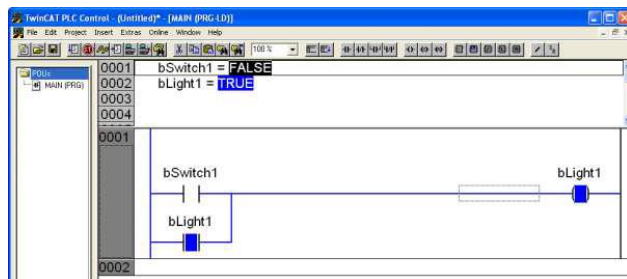 TwinCAT PLC Control - (Untitled)* - [MAIN (PRG-LD)]
File Edit Project Insert Extras Online Window Help
100 %
POUs
MAIN (PRG)
0001 bSwitch1 = FALSE
0002 bLight1 = TRUE
0003
0004
0001
bSwitch1 bLight1
bLight1
0002